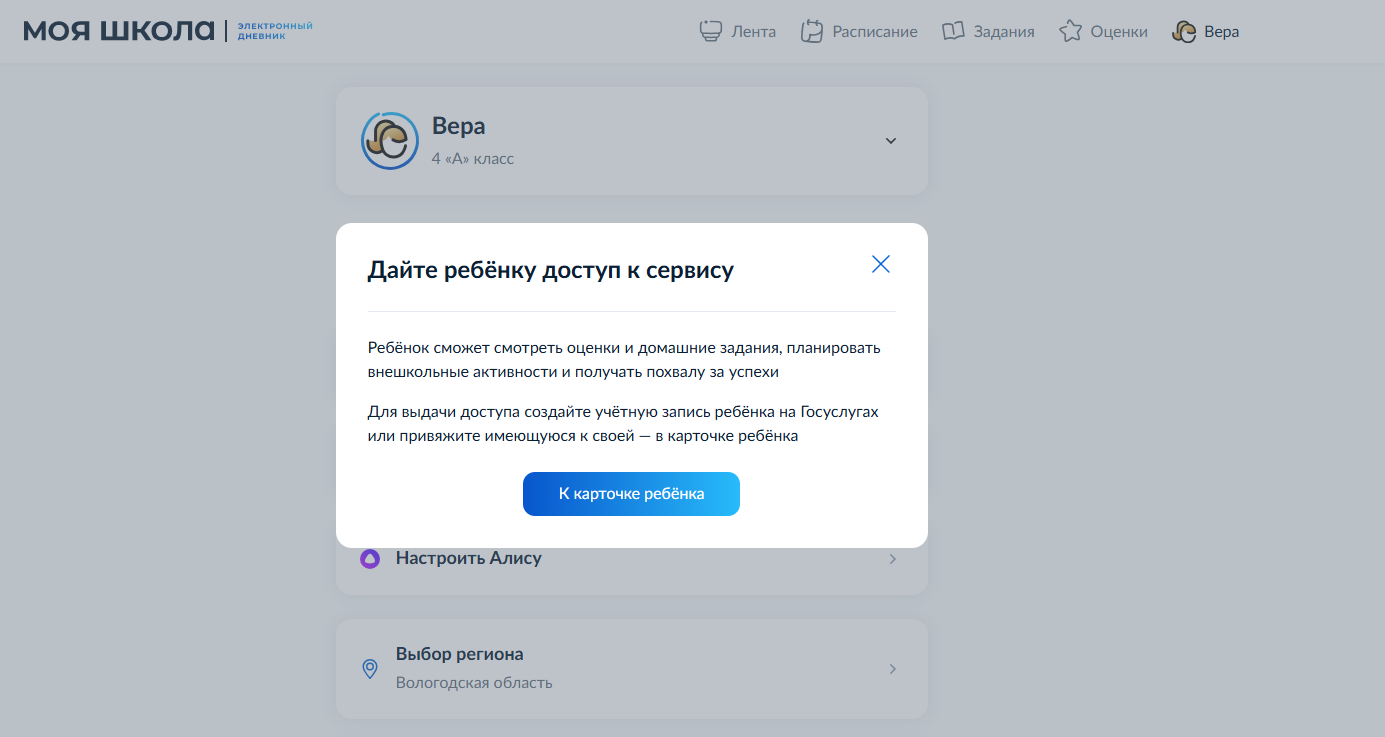 МОЯ ШКОЛА
ЭЛЕКТРОННЫЙ
ДНЕВНИК
Лента
Расписание
Задания
Оценки
Вера
Вера
4 «А» класс
Дайте ребёнку доступ к сервису
Ребёнок сможет смотреть оценки и домашние задания, планировать
внешкольные активности и получать похвалу за успехи
Для выдачи доступа создайте учётную запись ребёнка на Госуслугах
или привяжите имеющуюся к своей — в карточке ребёнка
К карточке ребёнка
Настроить Алису
Выбор региона
Вологодская область